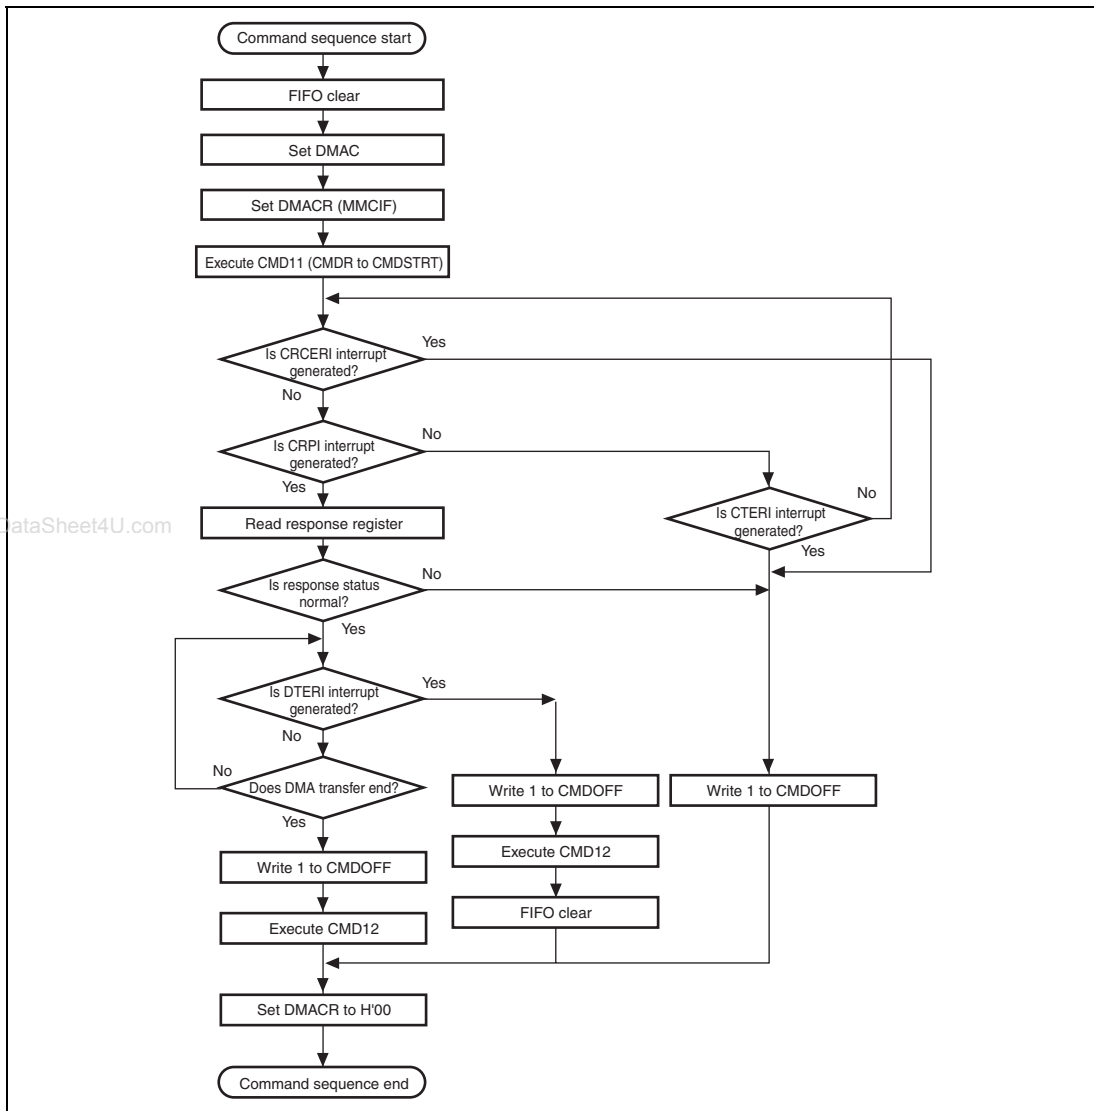 Command sequence start
FIFO clear
Set DMAC
Set DMACR (MMCIF)
Execute CMD11 (CMDR to CMDSTRT)
Is CRCERI interrupt
generated?
Yes
No
Is CRPI interrupt
generated?
No
Yes
Is CTERI interrupt
generated?
No
Yes
Read response register
DataSheet4U.com
Is response status
normal?
No
Yes
Is DTERI interrupt
generated?
Yes
No
Does DMA transfer end?
No
Yes
Write 1 to CMDOFF
Execute CMD12
Write 1 to CMDOFF
Execute CMD12
FIFO clear
Write 1 to CMDOFF
Set DMACR to H'00
Command sequence end